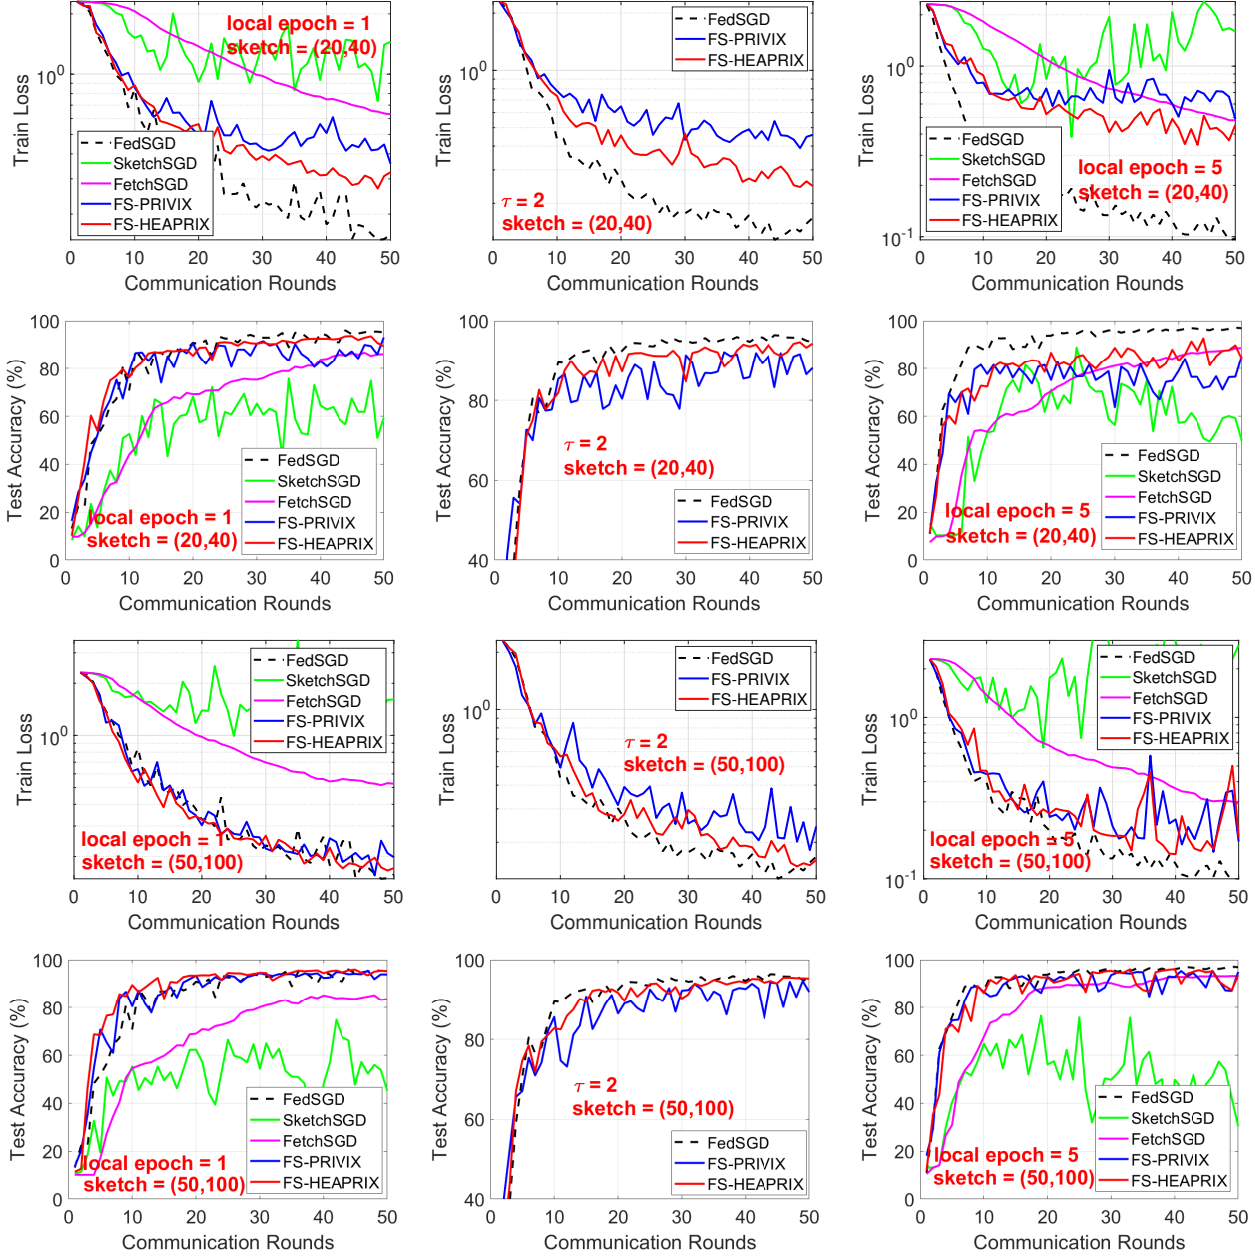 local epoch = 1
sketch = (20,40)
10^0
Train Loss
FedSGD
SketchSGD
FetchSGD
FS-PRIVIX
FS-HEAPRIX
0 10 20 30 40 50
Communication Rounds
FedSGD
FS-PRIVIX
FS-HEAPRIX
10^0
Train Loss
τ = 2
sketch = (20,40)
0 10 20 30 40 50
Communication Rounds
10^0
Train Loss
FedSGD
SketchSGD
FetchSGD
FS-PRIVIX
FS-HEAPRIX
local epoch = 5
sketch = (20,40)
10^-1
0 10 20 30 40 50
Communication Rounds
100
80
60
40
20
0
Test Accuracy (%)
FedSGD
SketchSGD
FetchSGD
FS-PRIVIX
FS-HEAPRIX
local epoch = 1
sketch = (20,40)
0 10 20 30 40 50
Communication Rounds
100
80
60
40
Test Accuracy (%)
τ = 2
sketch = (20,40)
FedSGD
FS-PRIVIX
FS-HEAPRIX
0 10 20 30 40 50
Communication Rounds
100
80
60
40
20
0
Test Accuracy (%)
FedSGD
SketchSGD
FetchSGD
FS-PRIVIX
FS-HEAPRIX
local epoch = 5
sketch = (20,40)
0 10 20 30 40 50
Communication Rounds
FedSGD
SketchSGD
FetchSGD
FS-PRIVIX
FS-HEAPRIX
10^0
Train Loss
local epoch = 1
sketch = (50,100)
0 10 20 30 40 50
Communication Rounds
FedSGD
FS-PRIVIX
FS-HEAPRIX
10^0
Train Loss
τ = 2
sketch = (50,100)
0 10 20 30 40 50
Communication Rounds
FedSGD
SketchSGD
FetchSGD
FS-PRIVIX
FS-HEAPRIX
10^0
Train Loss
local epoch = 5
sketch = (50,100)
10^-1
0 10 20 30 40 50
Communication Rounds
100
80
60
40
20
0
Test Accuracy (%)
FedSGD
SketchSGD
FetchSGD
FS-PRIVIX
FS-HEAPRIX
local epoch = 1
sketch = (50,100)
0 10 20 30 40 50
Communication Rounds
100
80
60
40
Test Accuracy (%)
τ = 2
sketch = (50,100)
FedSGD
FS-PRIVIX
FS-HEAPRIX
0 10 20 30 40 50
Communication Rounds
100
80
60
40
20
0
Test Accuracy (%)
FedSGD
SketchSGD
FetchSGD
FS-PRIVIX
FS-HEAPRIX
local epoch = 5
sketch = (50,100)
0 10 20 30 40 50
Communication Rounds